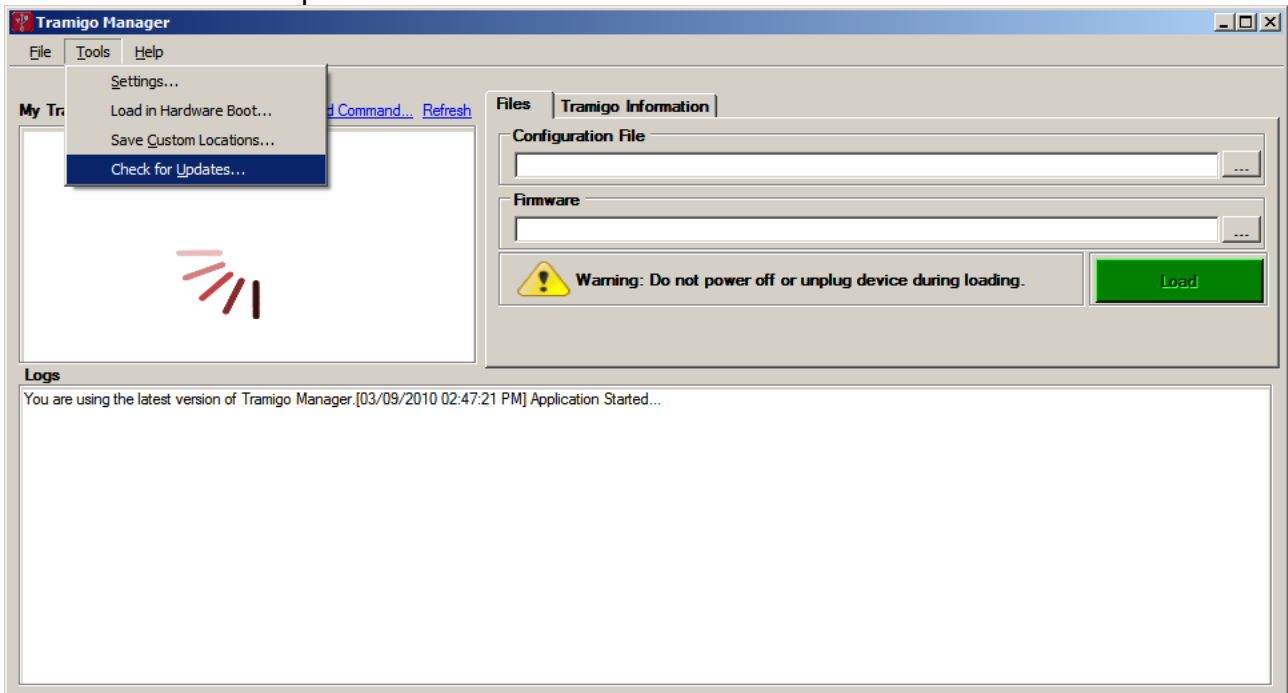 Tramigo Manager
File Tools Help
Settings...
Load in Hardware Boot...
Save Custom Locations...
Check for Updates...
My Command... Refresh
Files Tramigo Information
Configuration File
...
Firmware
...
Warning: Do not power off or unplug device during loading.
Load
Logs
You are using the latest version of Tramigo Manager.[03/09/2010 02:47:21 PM] Application Started...